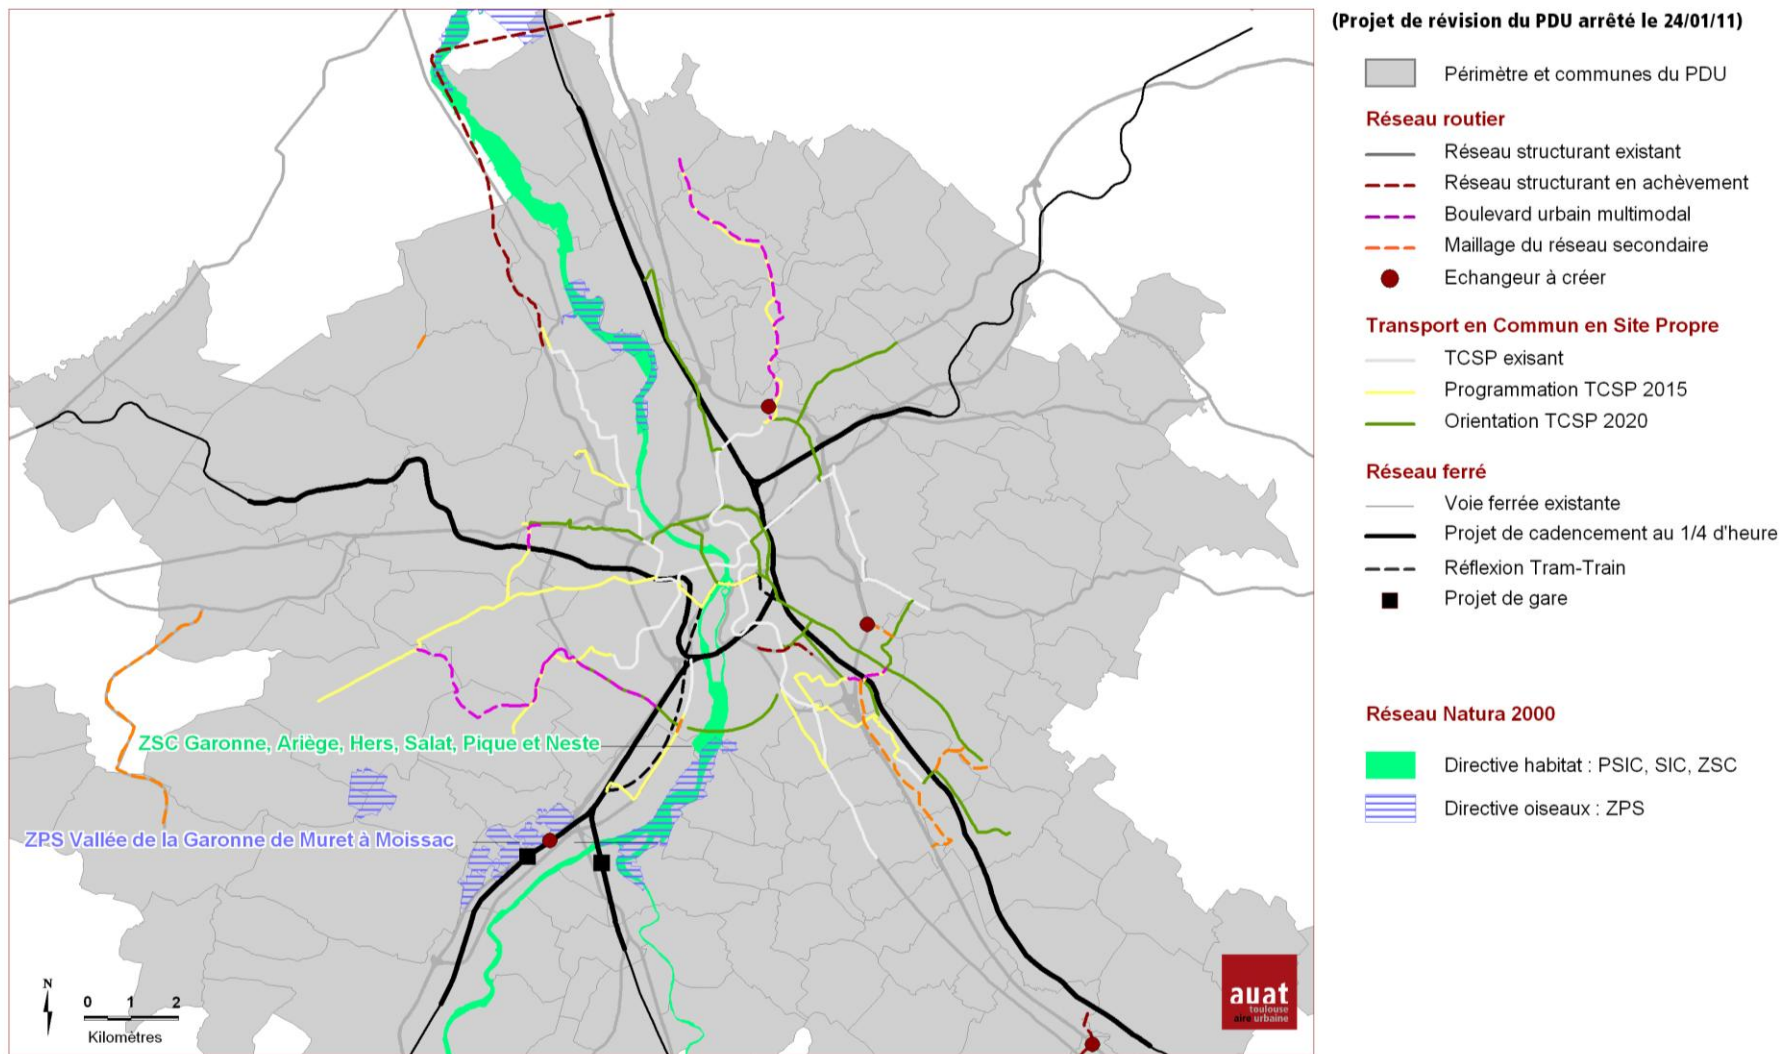 (Projet de révision du PDU arrêté le 24/01/11)
Périmètre et communes du PDU
Réseau routier
Réseau structurant existant
Réseau structurant en achèvement
Boulevard urbain multimodal
Maillage du réseau secondaire
Echangeur à créer
Transport en Commun en Site Propre
TCSP exisant
Programmation TCSP 2015
Orientation TCSP 2020
Réseau ferré
Voie ferrée existante
Projet de cadencement au 1/4 d'heure
Réflexion Tram-Train
Projet de gare
Réseau Natura 2000
Directive habitat : PSIC, SIC, ZSC
Directive oiseaux : ZPS
ZSC Garonne, Ariège, Hers, Salat, Pique et Neste
ZPS Vallée de la Garonne de Muret à Moissac
N
0 1 2
Kilomètres
auat
toulouse
aire urbaine